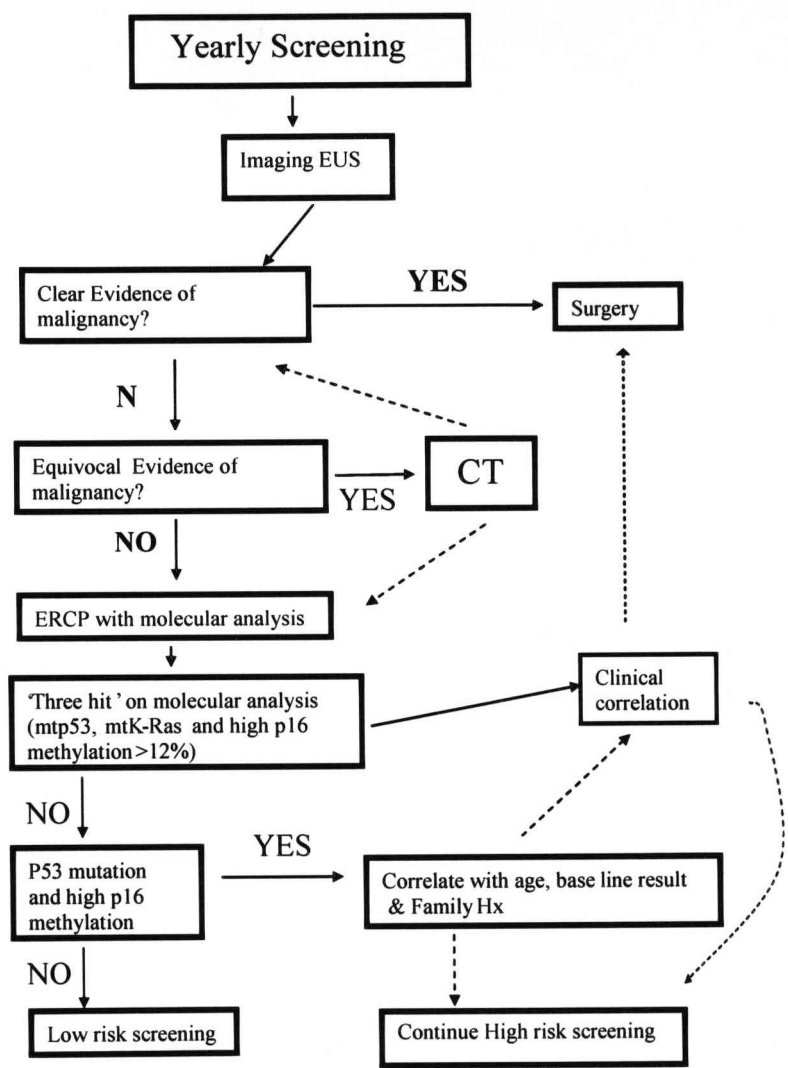 Yearly Screening
Imaging EUS
Clear Evidence of
malignancy?
YES
Surgery
N
Equivocal Evidence of
malignancy?
YES
CT
NO
ERCP with molecular analysis
'Three hit' on molecular analysis
(mtp53, mtK-Ras and high p16
methylation>12%)
Clinical
correlation
NO
P53 mutation
and high p16
methylation
YES
Correlate with age, base line result
& Family Hx
NO
Low risk screening
Continue High risk screening